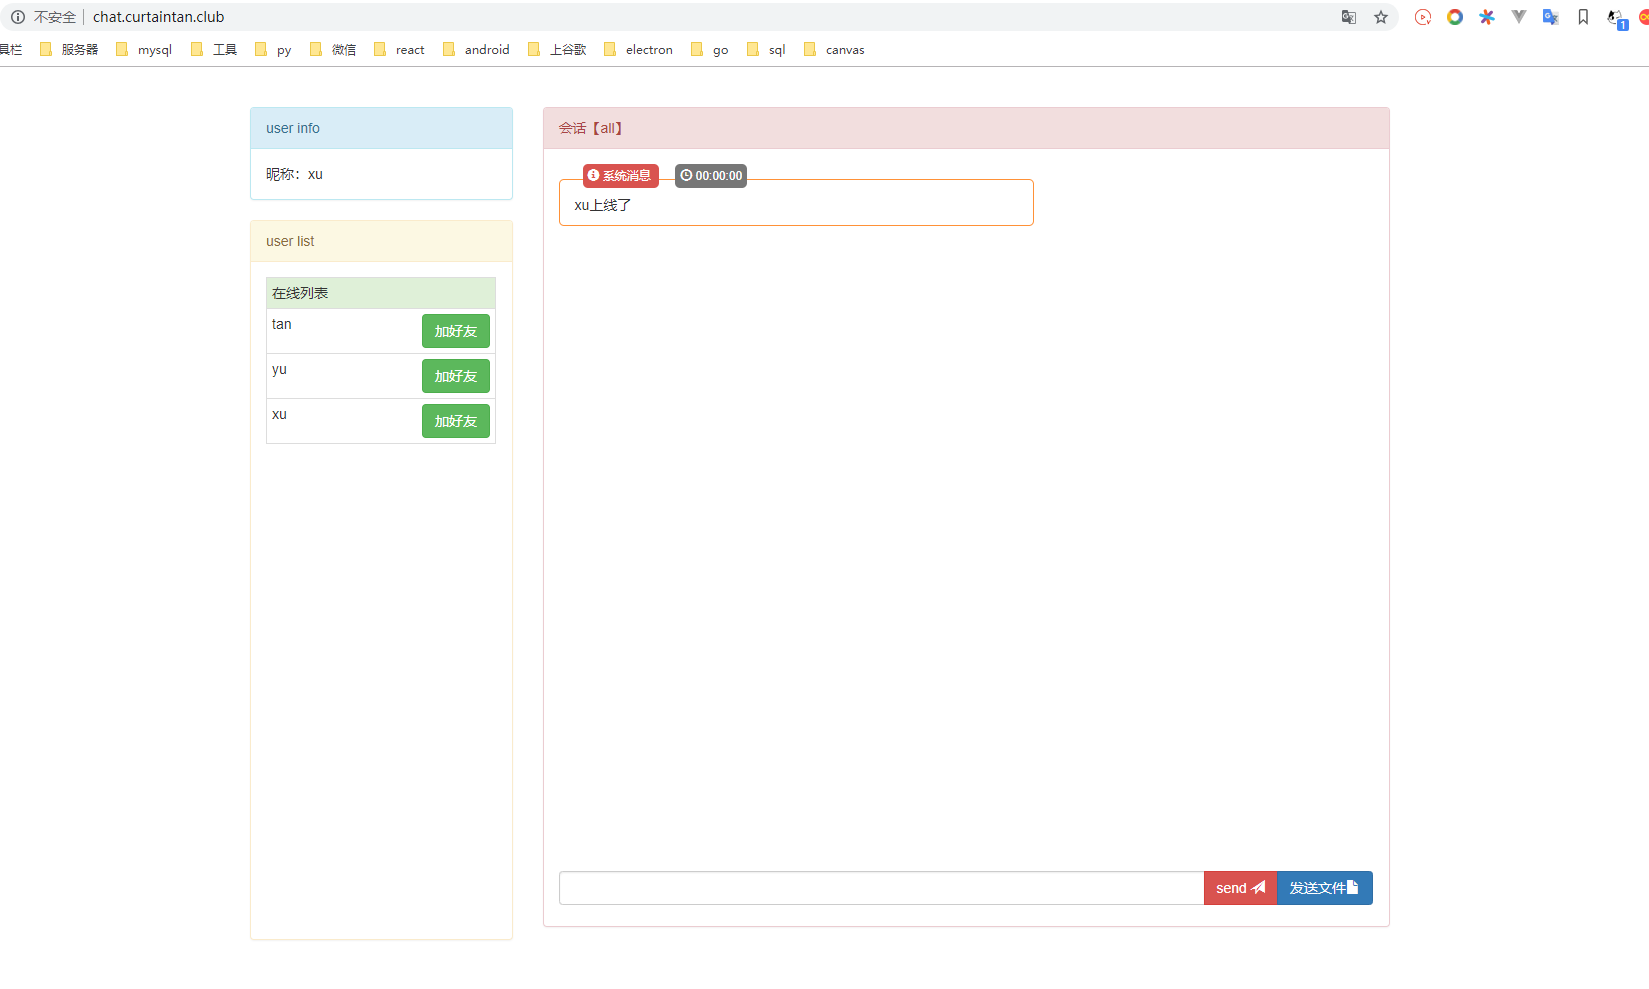 不安全 chat.curtaintan.club
具栏 服务器 mysql 工具 py 微信 react android 上谷歌 electron go sql canvas
user info
昵称：xu
user list
在线列表
tan 加好友
yu 加好友
xu 加好友
会话【all】
系统消息 00:00:00
xu上线了
send 发送文件
1